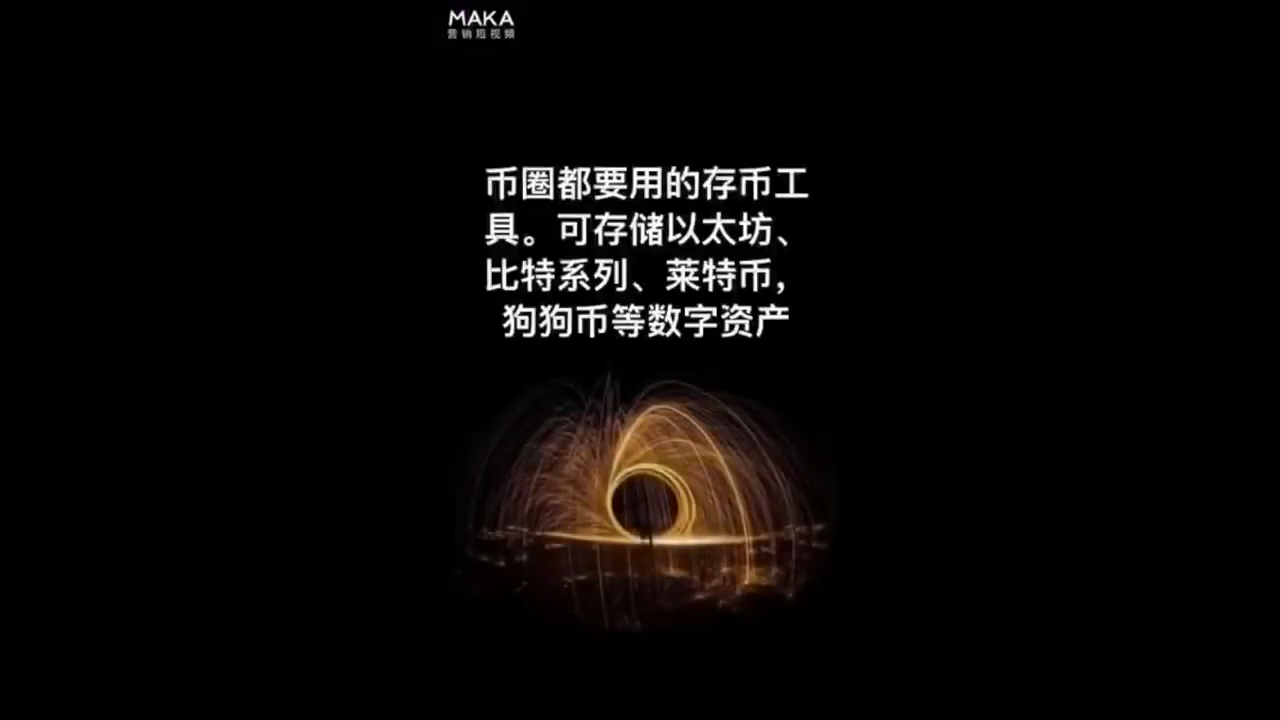 MAKA
营销短视频
币圈都要用的存币工
具。可存储以太坊、
比特系列、莱特币，
狗狗币等数字资产